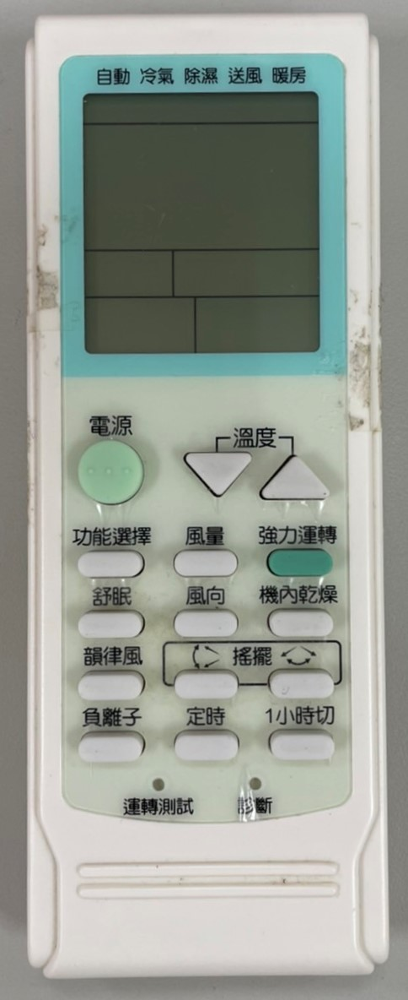 自動 冷氣 除濕 送風 暖房
電源
溫度
功能選擇 風量 強力運轉
舒眠 風向 機內乾燥
韻律風 搖擺
負離子 定時 1小時切
運轉測試 診斷